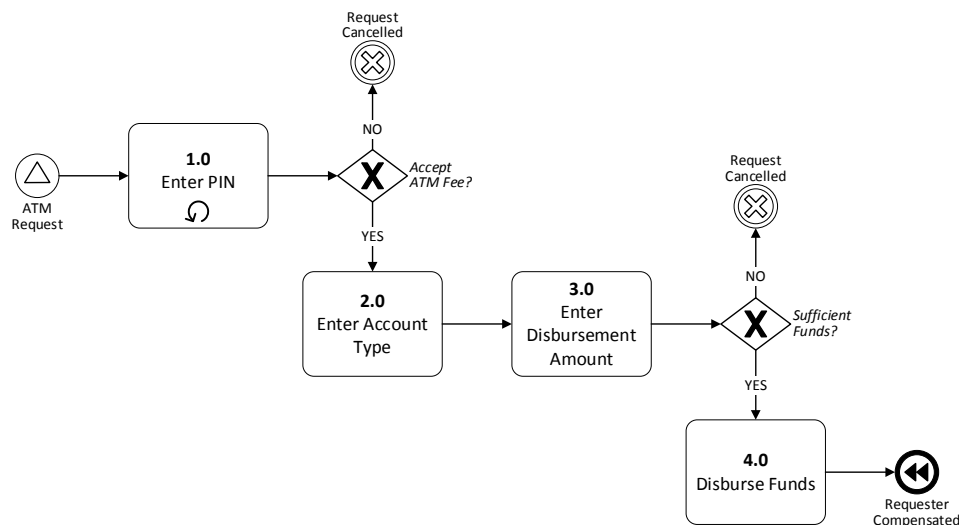 Request
Cancelled
NO
1.0
Enter PIN
X
Accept
ATM Fee?
ATM
Request
YES
2.0
Enter Account
Type
3.0
Enter
Disbursement
Amount
Request
Cancelled
NO
X
Sufficient
Funds?
YES
4.0
Disburse Funds
Requester
Compensated